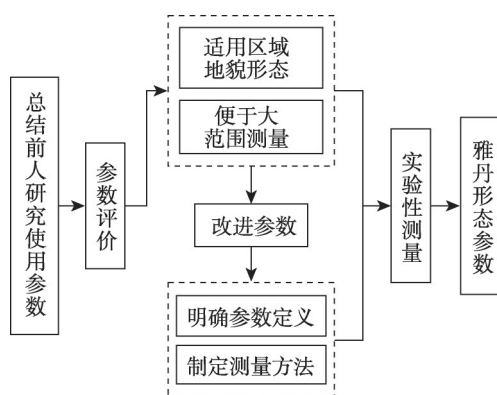 总结前人研究使用参数
参数评价
适用区域
地貌形态
便于大
范围测量
改进参数
明确参数定义
制定测量方法
实验性测量
雅丹形态参数